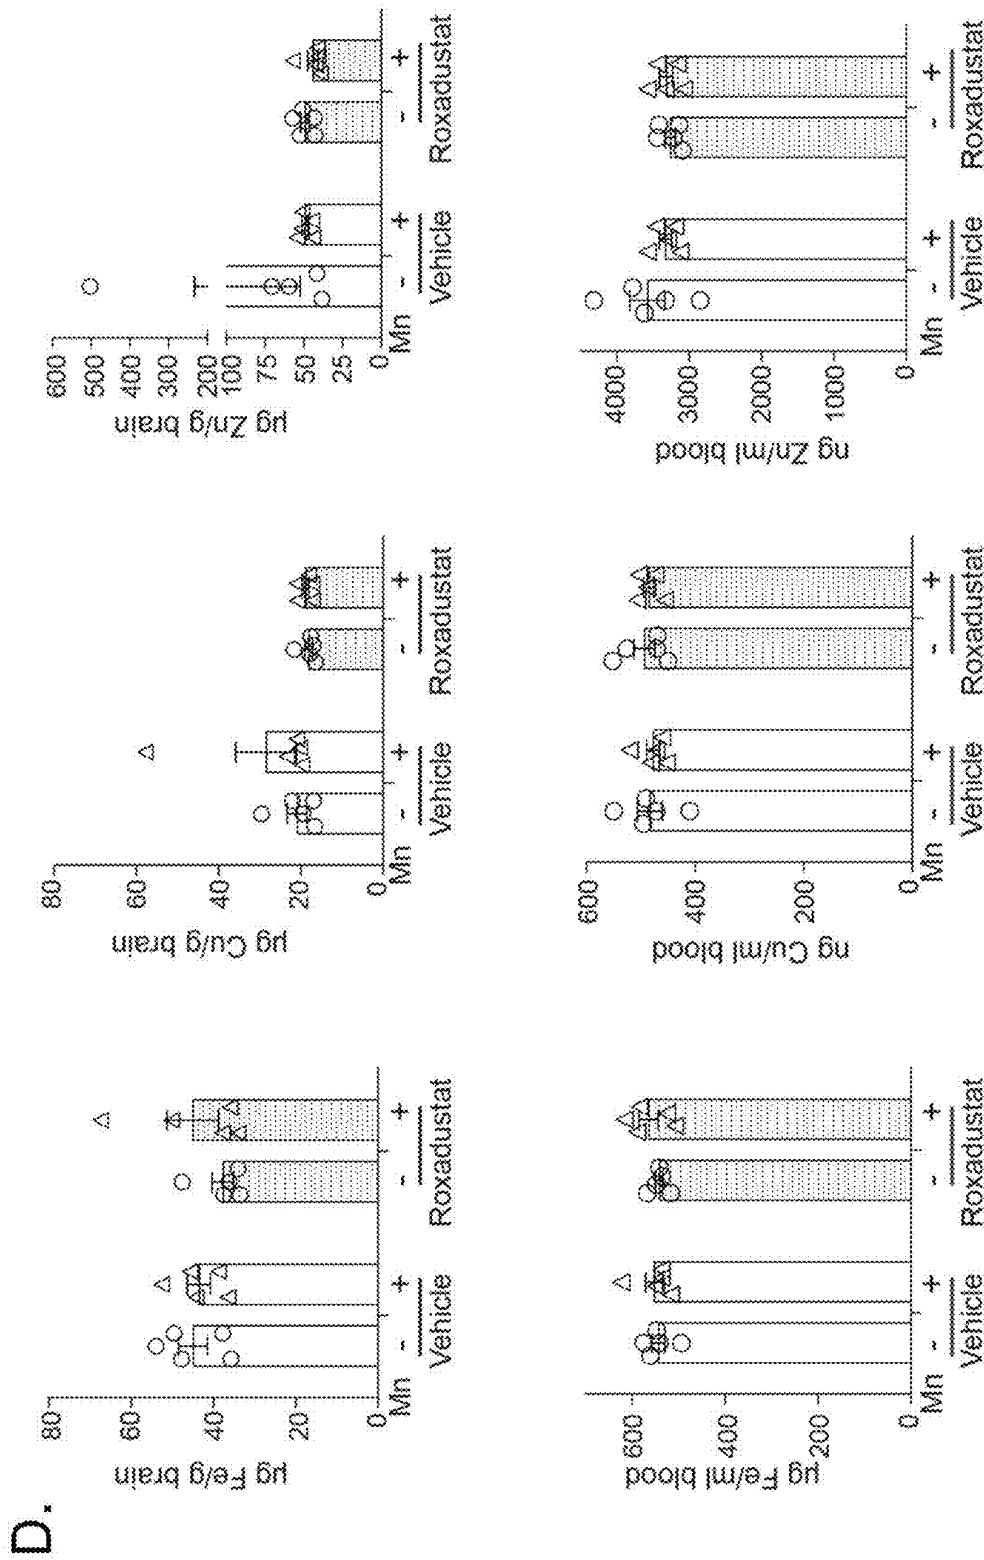 D.
µg Fe/g brain
80
60
40
20
0
Mn - + - +
Vehicle Roxadustat
µg Cu/g brain
80
60
40
20
0
Mn - + - +
Vehicle Roxadustat
µg Zn/g brain
600
500
400
300
200
100
75
50
25
0
Mn - + - +
Vehicle Roxadustat
µg Fe/ml blood
600
400
200
0
Mn - + - +
Vehicle Roxadustat
ng Cu/ml blood
600
400
200
0
Mn - + - +
Vehicle Roxadustat
ng Zn/ml blood
4000
3000
2000
1000
0
Mn - + - +
Vehicle Roxadustat